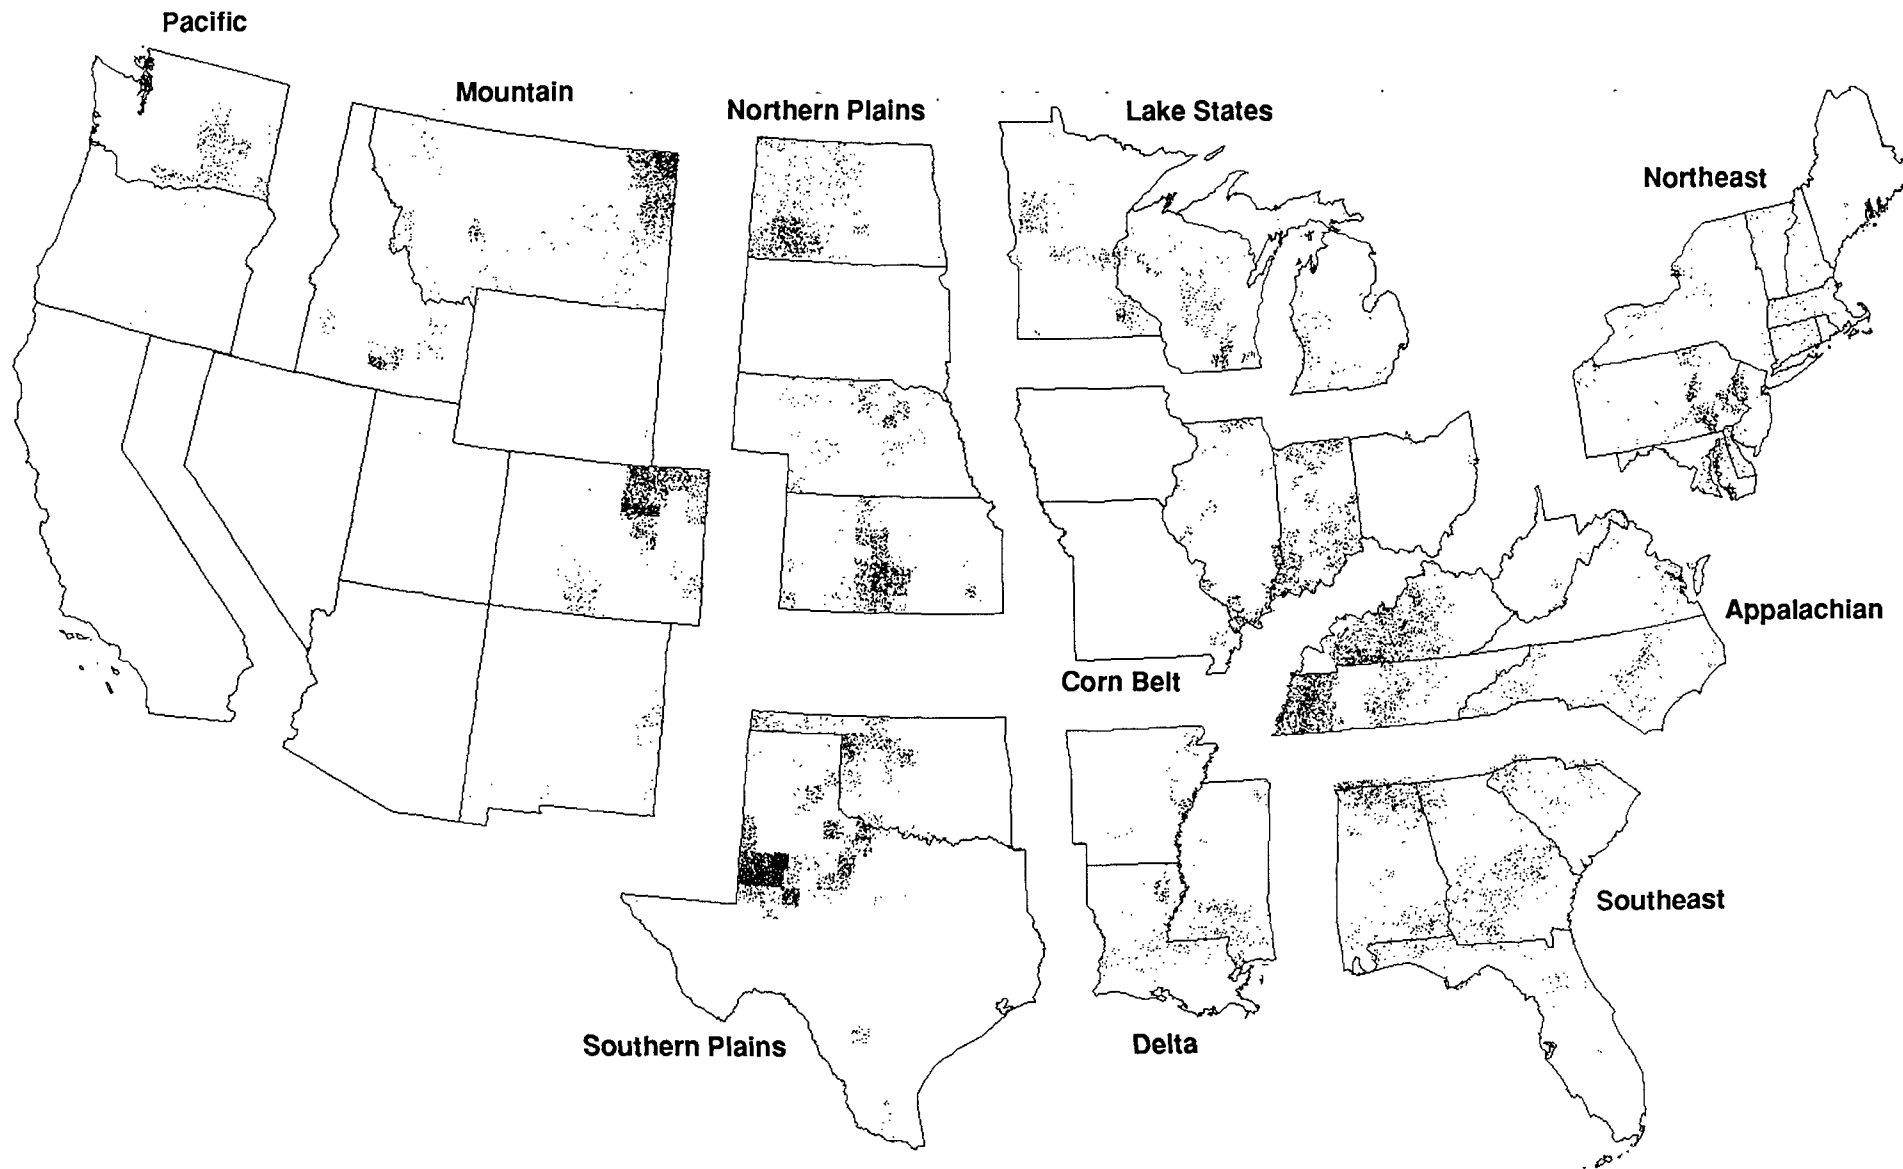 Pacific
Mountain
Northern Plains
Lake States
Northeast
Appalachian
Corn Belt
Southeast
Southern Plains
Delta